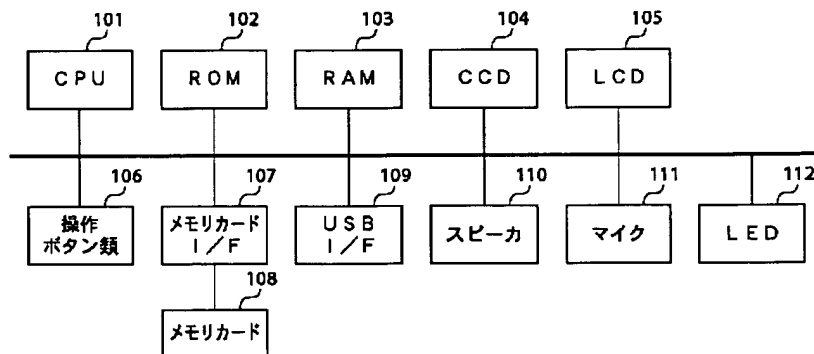 101
102
103
104
105
CPU
ROM
RAM
CCD
LCD
106
107
109
110
111
112
操作
ボタン類
メモリカード
I/F
USB
I/F
スピーカ
マイク
LED
108
メモリカード